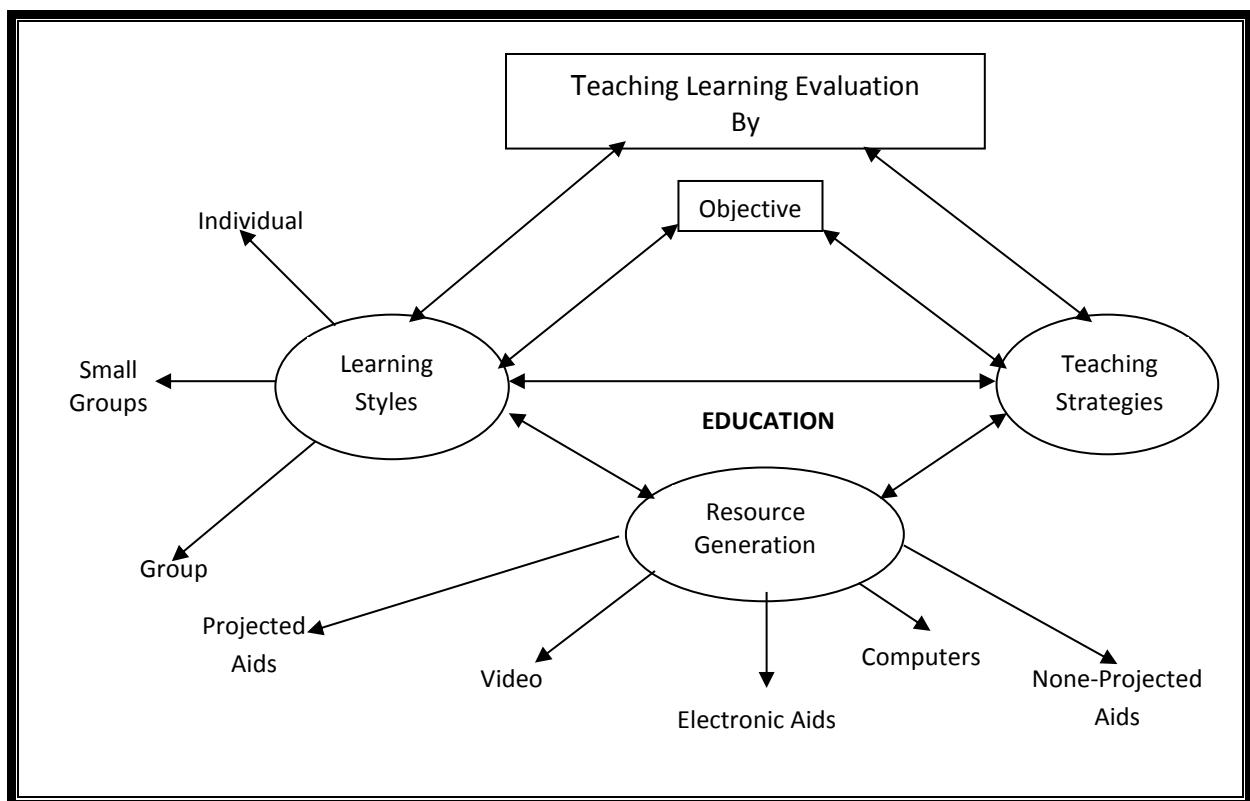 Teaching Learning Evaluation
By
Objective
Individual
Learning
Styles
Small
Groups
Teaching
Strategies
EDUCATION
Resource
Generation
Group
Projected
Aids
Video
Electronic Aids
Computers
None-Projected
Aids